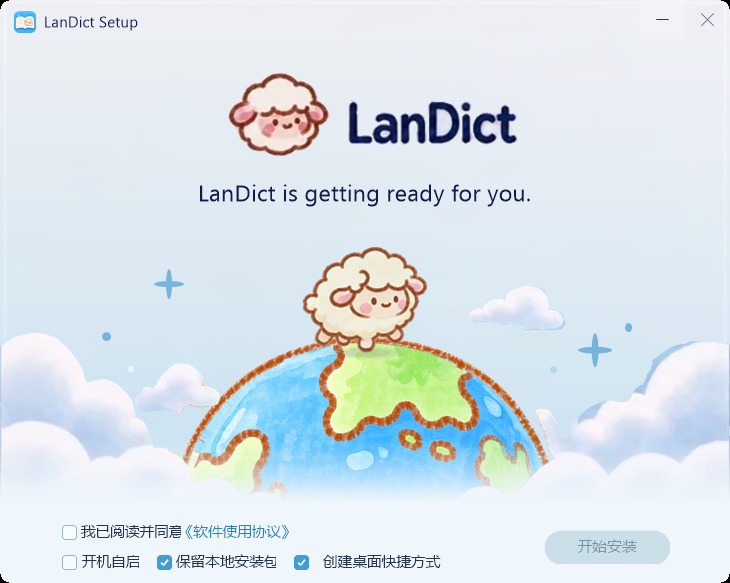 LanDict Setup
LanDict
LanDict is getting ready for you.
我已阅读并同意《软件使用协议》
开机自启 保留本地安装包 创建桌面快捷方式
开始安装